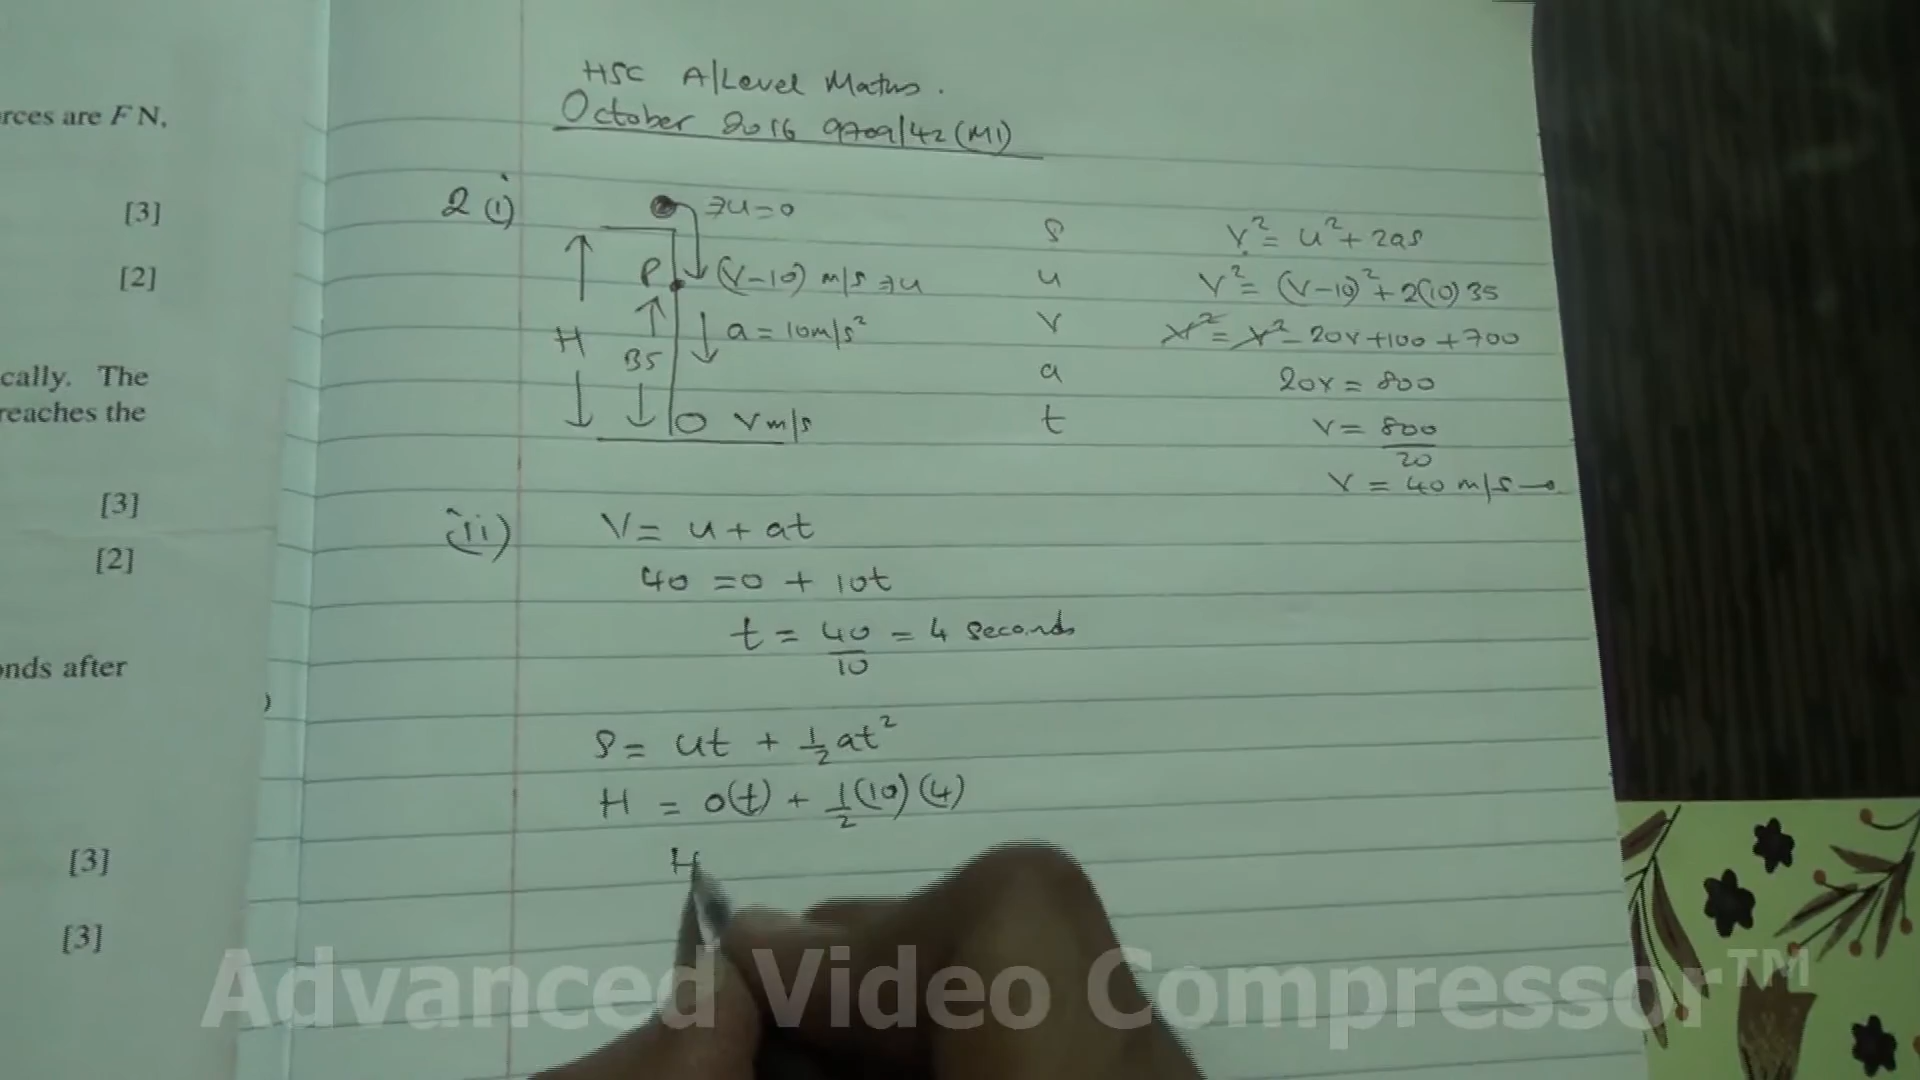 rces are F N,
[3]
[2]
cally. The
reaches the
[3]
[2]
onds after
)
[3]
[3]
HSC A/Level Maths.
October 2016 9709/42 (M1)
2 (i)
⇒u=0
P (V-10) m/s ⇒u
H
35
a = 10m/s²
V m/s
s
u
v
a
t
V² = u² + 2as
V² = (V-10)² + 2(10) 35
V² = V² - 20V + 100 + 700
20V = 800
V = 800/20
V = 40 m/s
(ii) V = u + at
40 = 0 + 10t
t = 40/10 = 4 seconds
S = ut + ½at²
H = 0(t) + ½(10)(4)
H
Advanced Video Compressor™